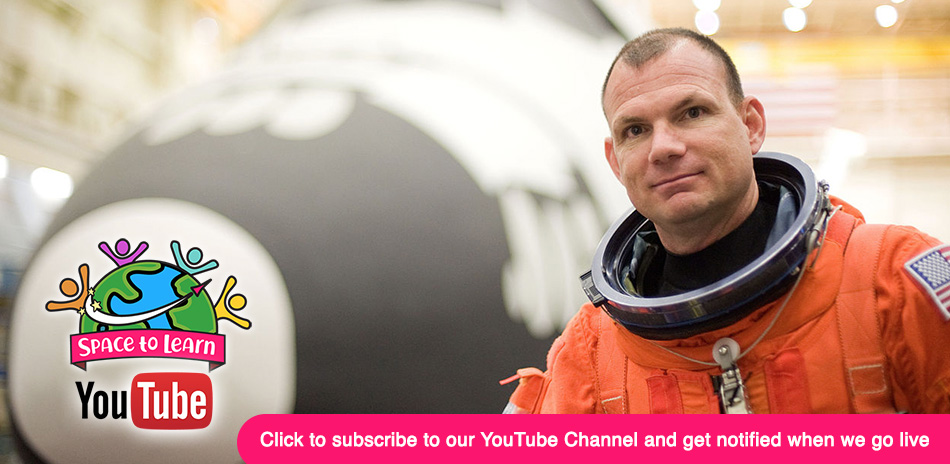 SPACE to LEARN
YouTube
Click to subscribe to our YouTube Channel and get notified when we go live